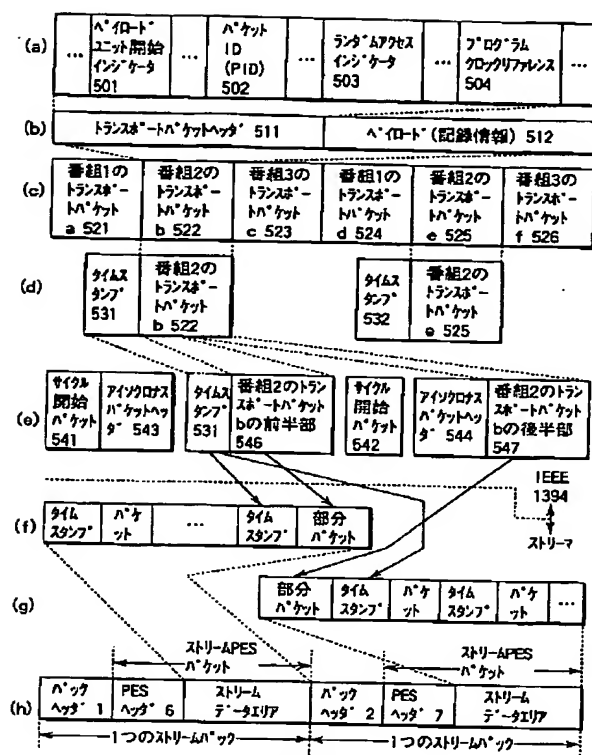 (a)
…
ペイロード
ユニット開始
インジケータ
501
…
パケット
ID
(PID)
502
…
ランダムアクセス
インジケータ
503
…
プログラム
クロックリファレンス
504
…
(b)
トランスポートパケットヘッダ 511
ペイロード(記録情報) 512
(c)
番組1の
トランスポー
トパケット
a 521
番組2の
トランスポー
トパケット
b 522
番組3の
トランスポー
トパケット
c 523
番組1の
トランスポー
トパケット
d 524
番組2の
トランスポー
トパケット
e 525
番組3の
トランスポー
トパケット
f 526
(d)
タイムス
タンプ
531
番組2の
トランスポー
トパケット
b 522
タイムス
タンプ
532
番組2の
トランスポー
トパケット
e 525
(e)
サイクル
開始
パケット
541
アイソクロナス
パケットヘッ
ダ 543
タイムス
タンプ
531
番組2のトラン
スポートパケット
bの前半部
546
サイクル
開始
パケット
542
アイソクロナス
パケットヘッ
ダ 544
番組2のトラン
スポートパケット
bの後半部
547
IEEE
1394
ストリーマ
(f)
タイム
スタンプ
パケ
ット
…
タイム
スタンプ
部分
パケット
(g)
部分
パケット
タイム
スタンプ
パケ
ット
タイム
スタンプ
パケ
ット
…
ストリームPES
パケット
ストリームPES
パケット
(h)
パック
ヘッダ 1
PES
ヘッダ 6
ストリーム
データエリア
パック
ヘッダ 2
PES
ヘッダ 7
ストリーム
データエリア
1つのストリームパック
1つのストリームパック